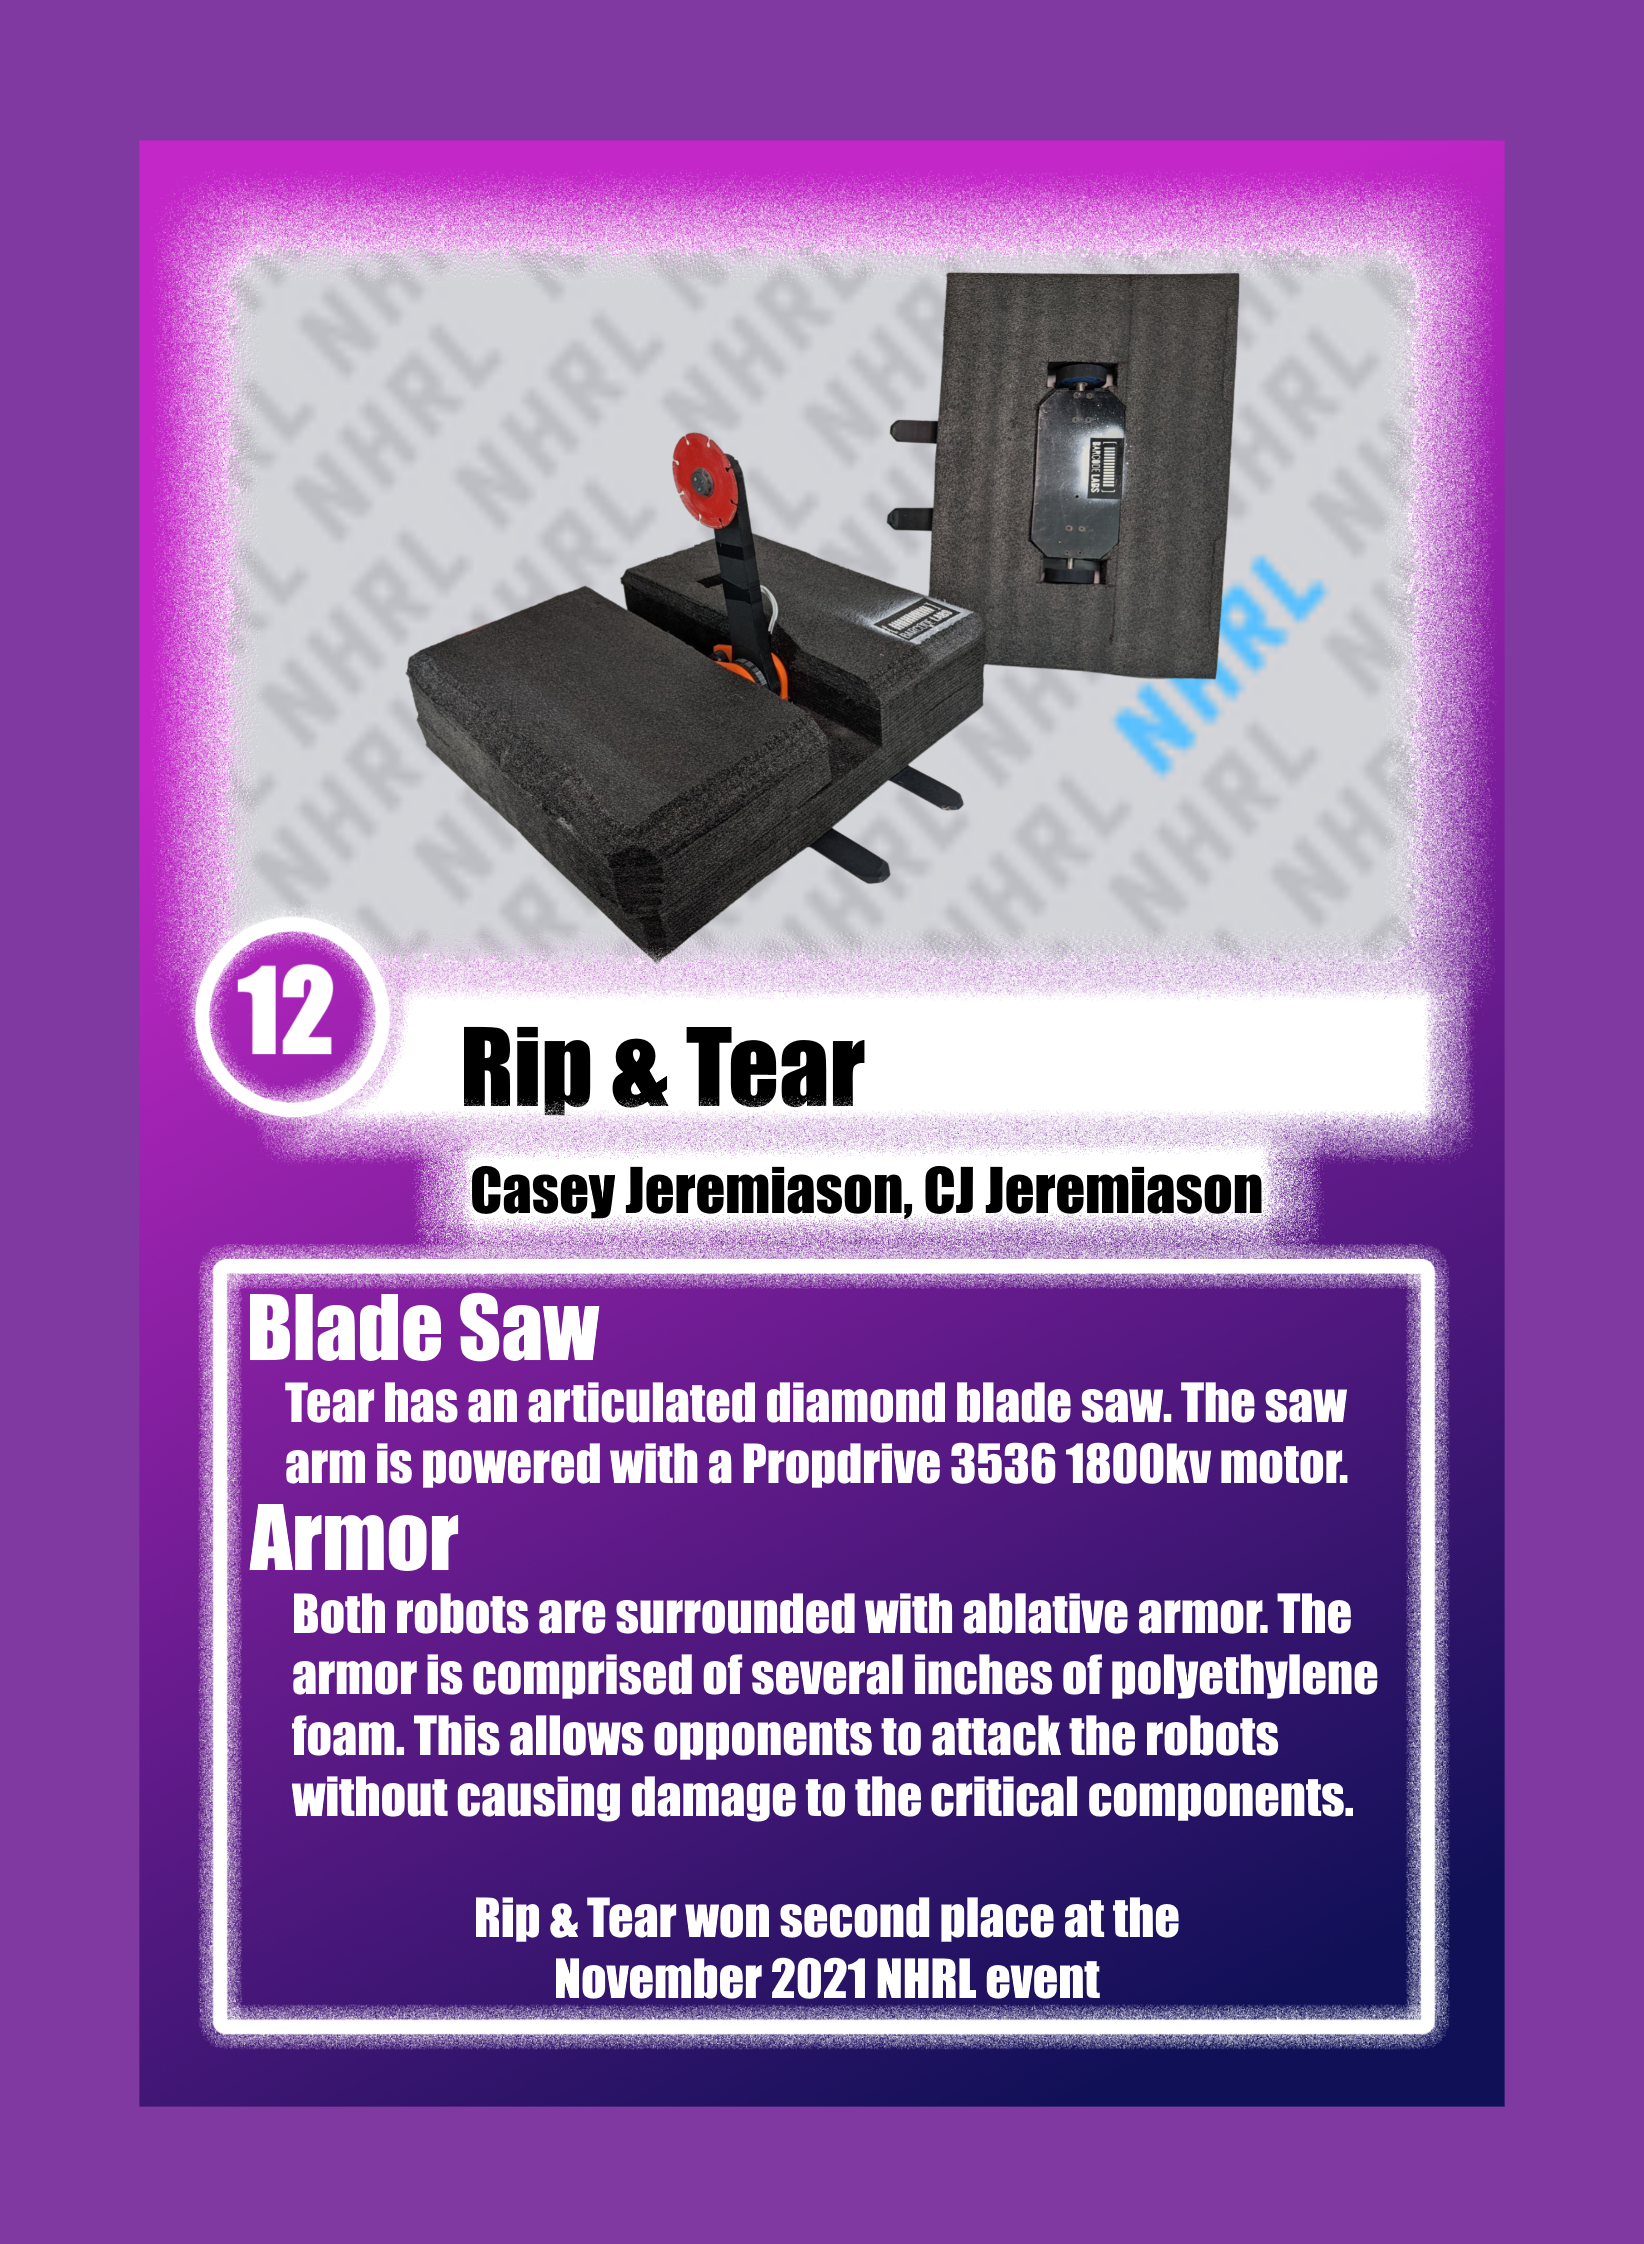 NHRL
BARCODE LABS
12
Rip & Tear
Casey Jeremiason, CJ Jeremiason
Blade Saw
Tear has an articulated diamond blade saw. The saw
arm is powered with a Propdrive 3536 1800kv motor.
Armor
Both robots are surrounded with ablative armor. The
armor is comprised of several inches of polyethylene
foam. This allows opponents to attack the robots
without causing damage to the critical components.
Rip & Tear won second place at the
November 2021 NHRL event